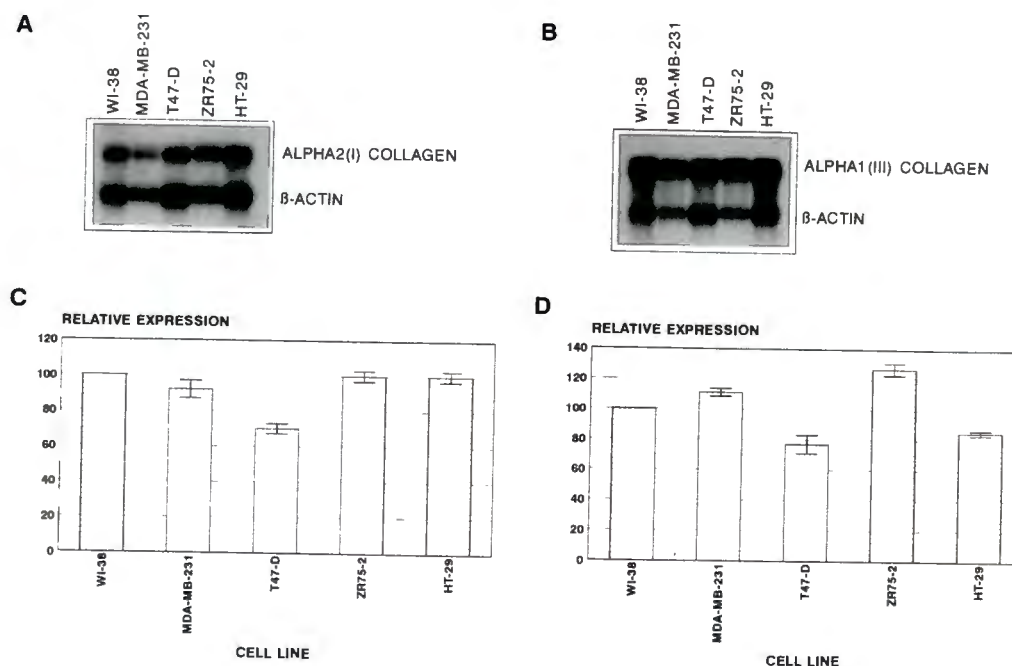 A
WI-38
MDA-MB-231
T47-D
ZR75-2
HT-29
ALPHA2(I) COLLAGEN
ß-ACTIN
B
WI-38
MDA-MB-231
T47-D
ZR75-2
HT-29
ALPHA1(III) COLLAGEN
ß-ACTIN
C
RELATIVE EXPRESSION
120
100
80
60
40
20
0
WI-38
MDA-MB-231
T47-D
ZR75-2
HT-29
CELL LINE
D
RELATIVE EXPRESSION
140
120
100
80
60
40
20
0
WI-38
MDA-MB-231
T47-D
ZR75-2
HT-29
CELL LINE